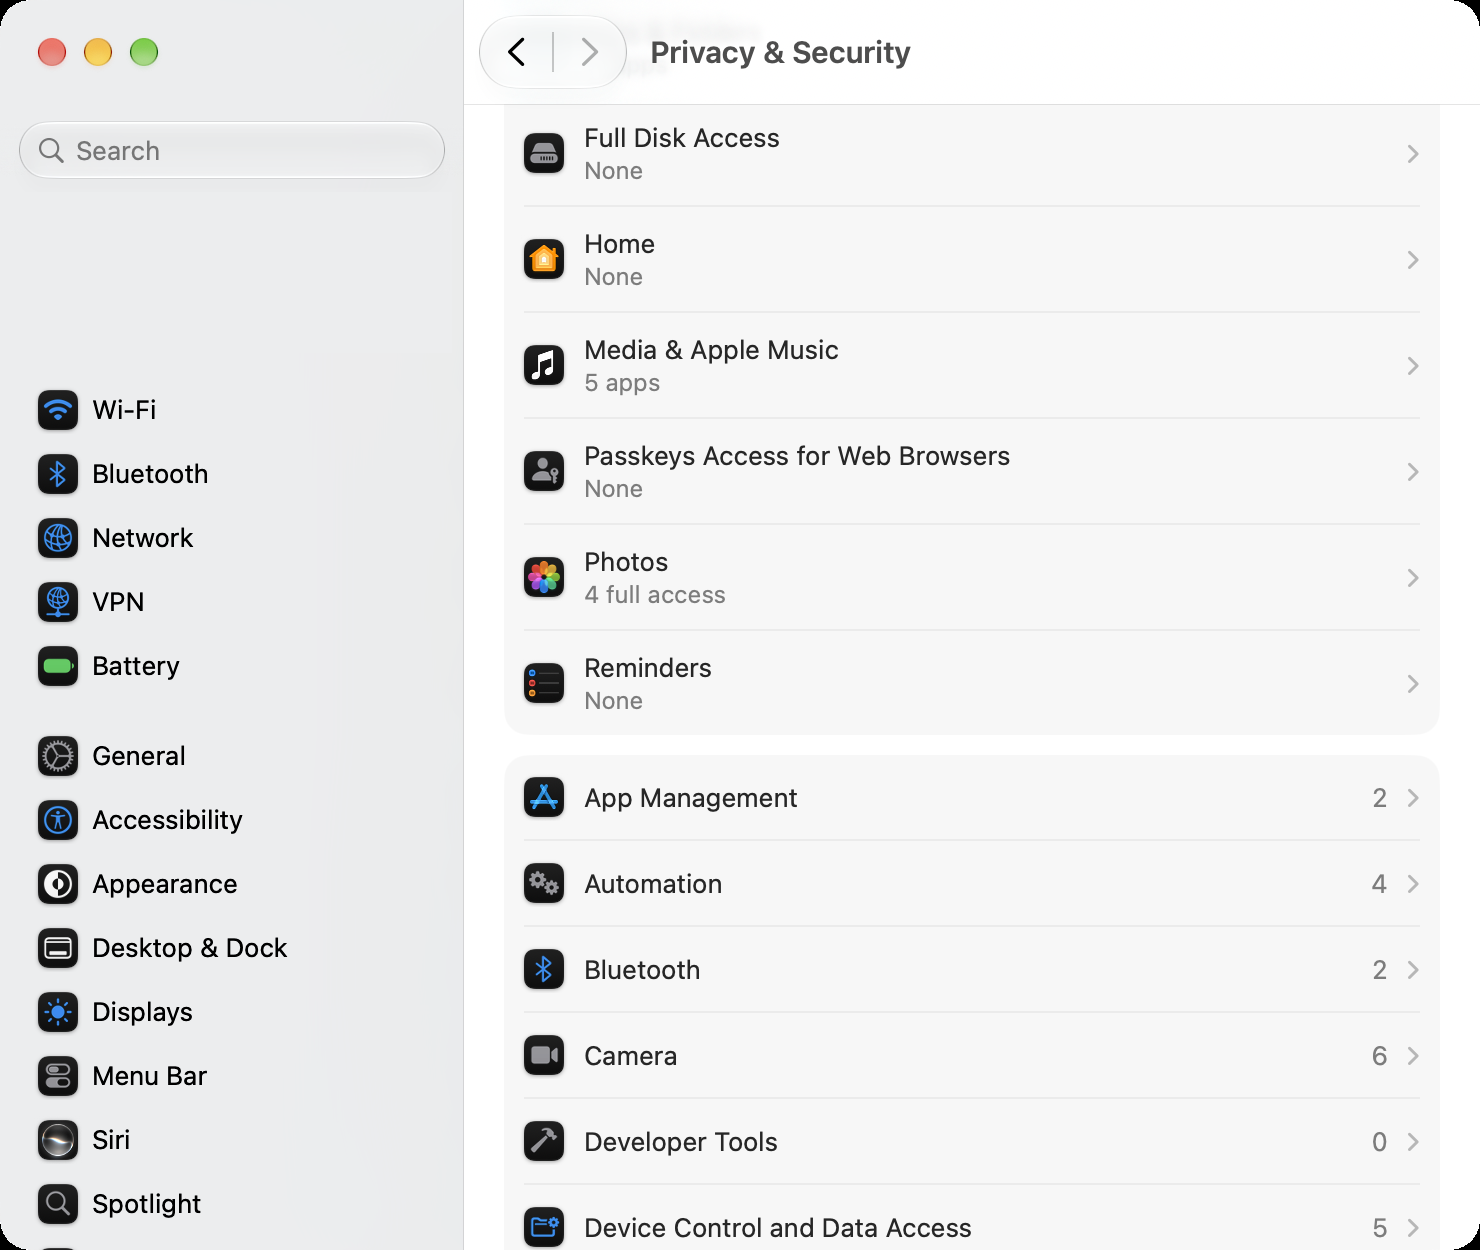 Privacy & Security
Search
Wi-Fi
Bluetooth
Network
VPN
Battery
General
Accessibility
Appearance
Desktop & Dock
Displays
Menu Bar
Siri
Spotlight
Full Disk Access
None
Home
None
Media & Apple Music
5 apps
Passkeys Access for Web Browsers
None
Photos
4 full access
Reminders
None
App Management 2
Automation 4
Bluetooth 2
Camera 6
Developer Tools 0
Device Control and Data Access 5